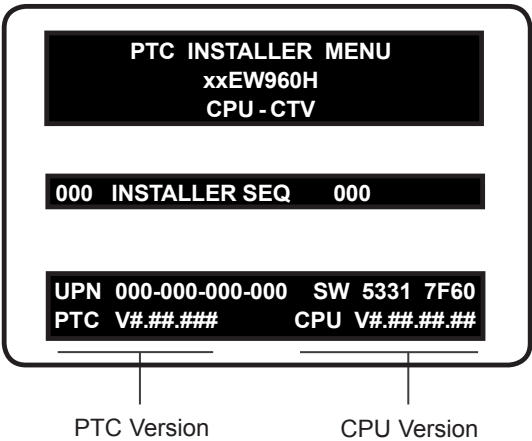 PTC INSTALLER MENU
xxEW960H
CPU - CTV
000 INSTALLER SEQ 000
UPN 000-000-000-000 SW 5331 7F60
PTC V#.##.### CPU V#.##.##.##
PTC Version CPU Version